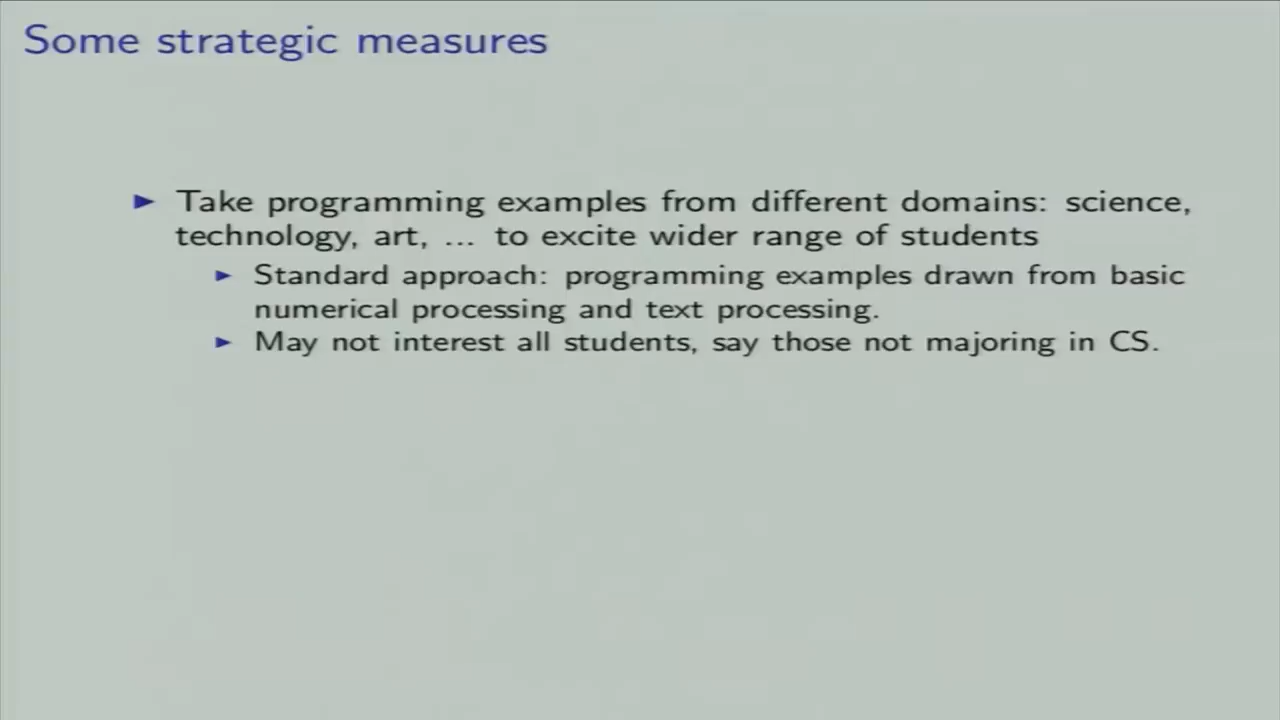 Some strategic measures
Take programming examples from different domains: science,
technology, art, ... to excite wider range of students
Standard approach: programming examples drawn from basic
numerical processing and text processing.
May not interest all students, say those not majoring in CS.